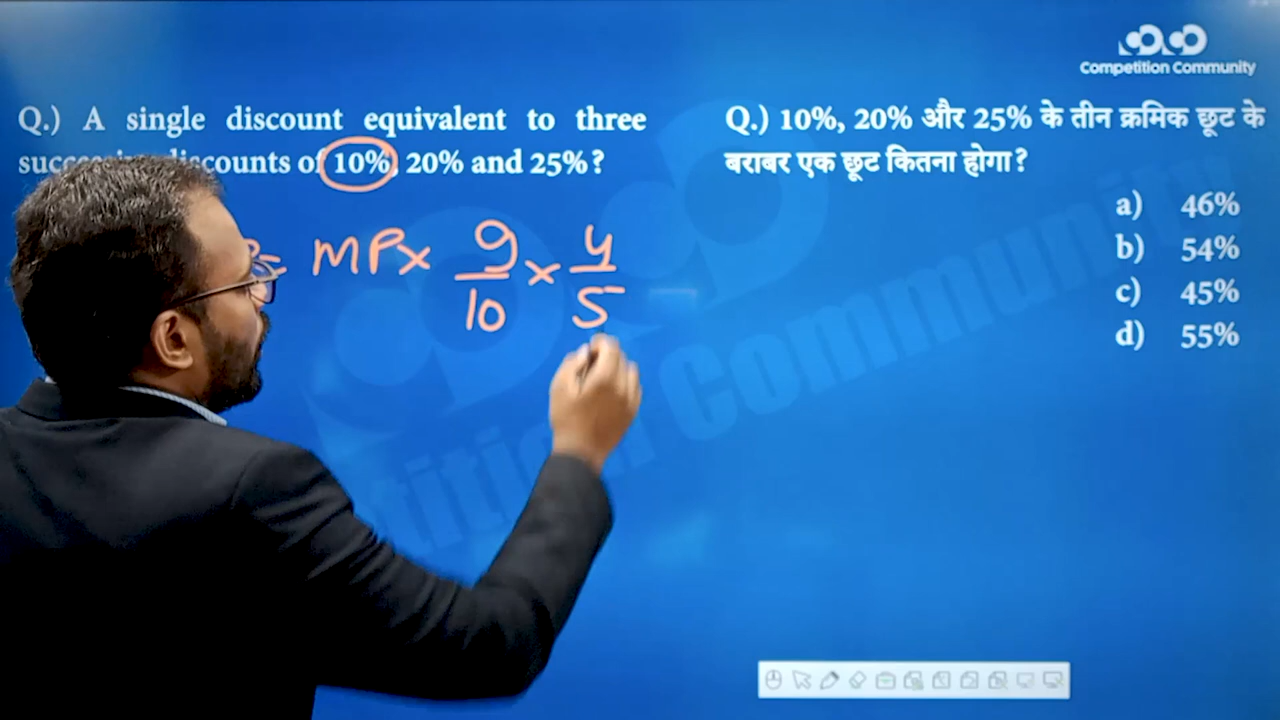 Competition Community
Q.) A single discount equivalent to three
discounts of 10%, 20% and 25%?
= MP× 9/10 × 4/5
Q.) 10%, 20% और 25% के तीन क्रमिक छूट के
बराबर एक छूट कितना होगा?
a) 46%
b) 54%
c) 45%
d) 55%
Community